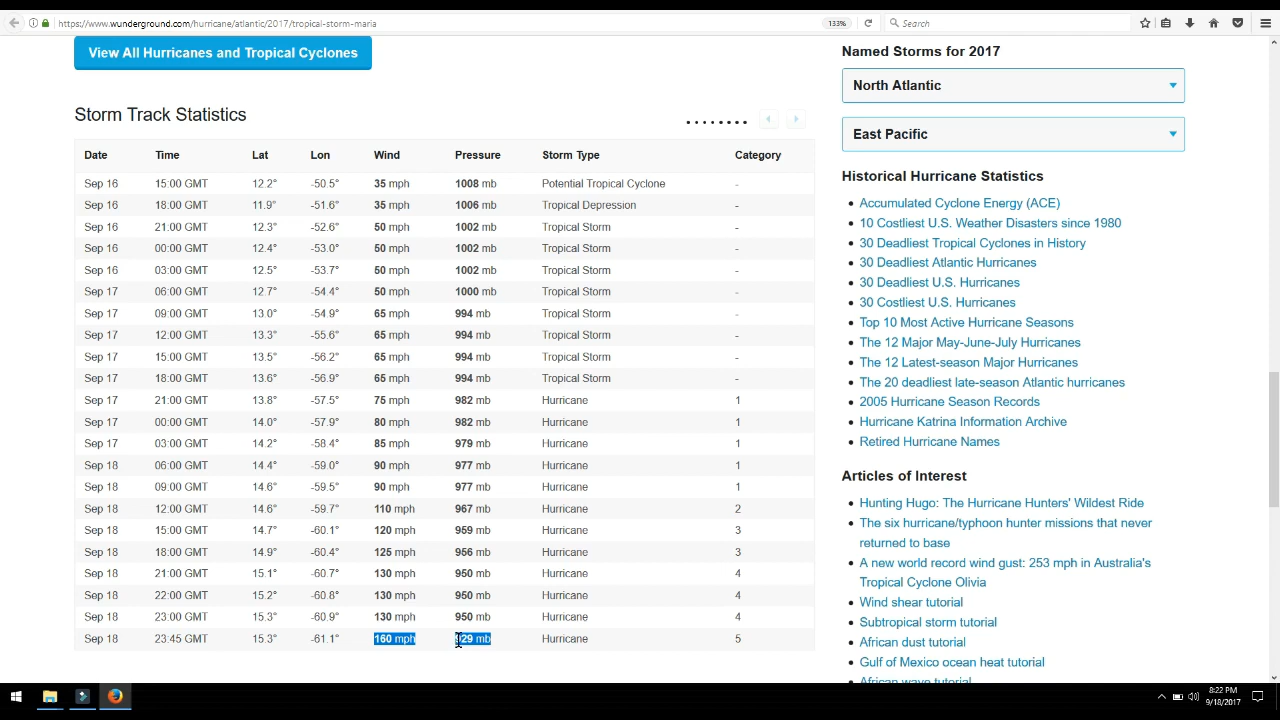 https://www.wunderground.com/hurricane/atlantic/2017/tropical-storm-maria
133%
Search
View All Hurricanes and Tropical Cyclones
Storm Track Statistics
Date Time Lat Lon Wind Pressure Storm Type Category
Sep 16 15:00 GMT 12.2° -50.5° 35 mph 1008 mb Potential Tropical Cyclone -
Sep 16 18:00 GMT 11.9° -51.6° 35 mph 1006 mb Tropical Depression -
Sep 16 21:00 GMT 12.3° -52.6° 50 mph 1002 mb Tropical Storm -
Sep 16 00:00 GMT 12.4° -53.0° 50 mph 1002 mb Tropical Storm -
Sep 16 03:00 GMT 12.5° -53.7° 50 mph 1002 mb Tropical Storm -
Sep 17 06:00 GMT 12.7° -54.4° 50 mph 1000 mb Tropical Storm -
Sep 17 09:00 GMT 13.0° -54.9° 65 mph 994 mb Tropical Storm -
Sep 17 12:00 GMT 13.3° -55.6° 65 mph 994 mb Tropical Storm -
Sep 17 15:00 GMT 13.5° -56.2° 65 mph 994 mb Tropical Storm -
Sep 17 18:00 GMT 13.6° -56.9° 65 mph 994 mb Tropical Storm -
Sep 17 21:00 GMT 13.8° -57.5° 75 mph 982 mb Hurricane 1
Sep 17 00:00 GMT 14.0° -57.9° 80 mph 982 mb Hurricane 1
Sep 17 03:00 GMT 14.2° -58.4° 85 mph 979 mb Hurricane 1
Sep 18 06:00 GMT 14.4° -59.0° 90 mph 977 mb Hurricane 1
Sep 18 09:00 GMT 14.6° -59.5° 90 mph 977 mb Hurricane 1
Sep 18 12:00 GMT 14.6° -59.7° 110 mph 967 mb Hurricane 2
Sep 18 15:00 GMT 14.7° -60.1° 120 mph 959 mb Hurricane 3
Sep 18 18:00 GMT 14.9° -60.4° 125 mph 956 mb Hurricane 3
Sep 18 21:00 GMT 15.1° -60.7° 130 mph 950 mb Hurricane 4
Sep 18 22:00 GMT 15.2° -60.8° 130 mph 950 mb Hurricane 4
Sep 18 23:00 GMT 15.3° -60.9° 130 mph 950 mb Hurricane 4
Sep 18 23:45 GMT 15.3° -61.1° 160 mph 929 mb Hurricane 5
Named Storms for 2017
North Atlantic
East Pacific
Historical Hurricane Statistics
Accumulated Cyclone Energy (ACE)
10 Costliest U.S. Weather Disasters since 1980
30 Deadliest Tropical Cyclones in History
30 Deadliest Atlantic Hurricanes
30 Deadliest U.S. Hurricanes
30 Costliest U.S. Hurricanes
Top 10 Most Active Hurricane Seasons
The 12 Major May-June-July Hurricanes
The 12 Latest-season Major Hurricanes
The 20 deadliest late-season Atlantic hurricanes
2005 Hurricane Season Records
Hurricane Katrina Information Archive
Retired Hurricane Names
Articles of Interest
Hunting Hugo: The Hurricane Hunters' Wildest Ride
The six hurricane/typhoon hunter missions that never
returned to base
A new world record wind gust: 253 mph in Australia's
Tropical Cyclone Olivia
Wind shear tutorial
Subtropical storm tutorial
African dust tutorial
Gulf of Mexico ocean heat tutorial
African wave tutorial
8:22 PM
9/18/2017